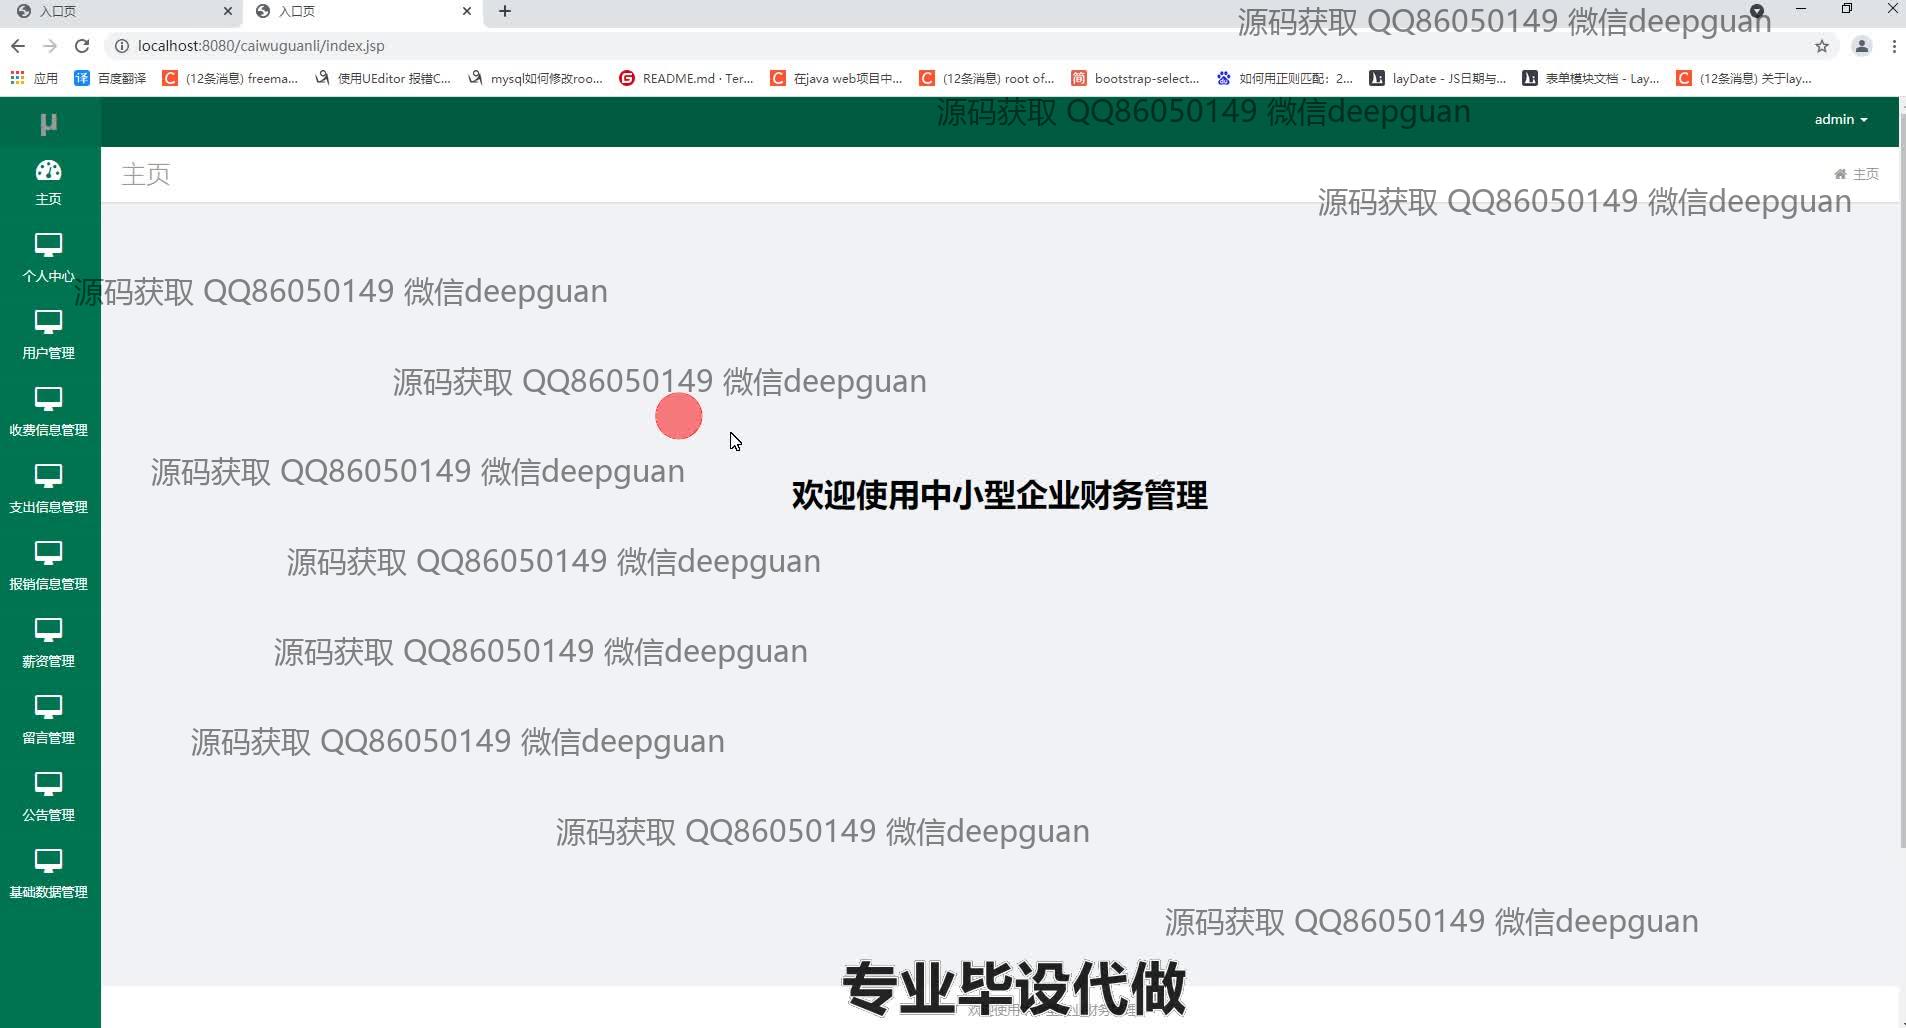 入口页
入口页
源码获取 QQ86050149 微信deepguan
localhost:8080/caiwuguanli/index.jsp
应用
百度翻译
(12条消息) freema...
使用UEditor 报错C...
mysql如何修改roo...
README.md · Ter...
在java web项目中...
(12条消息) root of...
bootstrap-select...
如何用正则匹配：2...
layDate - JS日期与...
表单模块文档 - Lay...
(12条消息) 关于lay...
μ
源码获取 QQ86050149 微信deepguan
admin
主页
主页
主页
源码获取 QQ86050149 微信deepguan
个人中心
源码获取 QQ86050149 微信deepguan
用户管理
源码获取 QQ86050149 微信deepguan
收费信息管理
源码获取 QQ86050149 微信deepguan
欢迎使用中小型企业财务管理
支出信息管理
源码获取 QQ86050149 微信deepguan
报销信息管理
源码获取 QQ86050149 微信deepguan
薪资管理
留言管理
源码获取 QQ86050149 微信deepguan
公告管理
源码获取 QQ86050149 微信deepguan
基础数据管理
源码获取 QQ86050149 微信deepguan
专业毕设代做